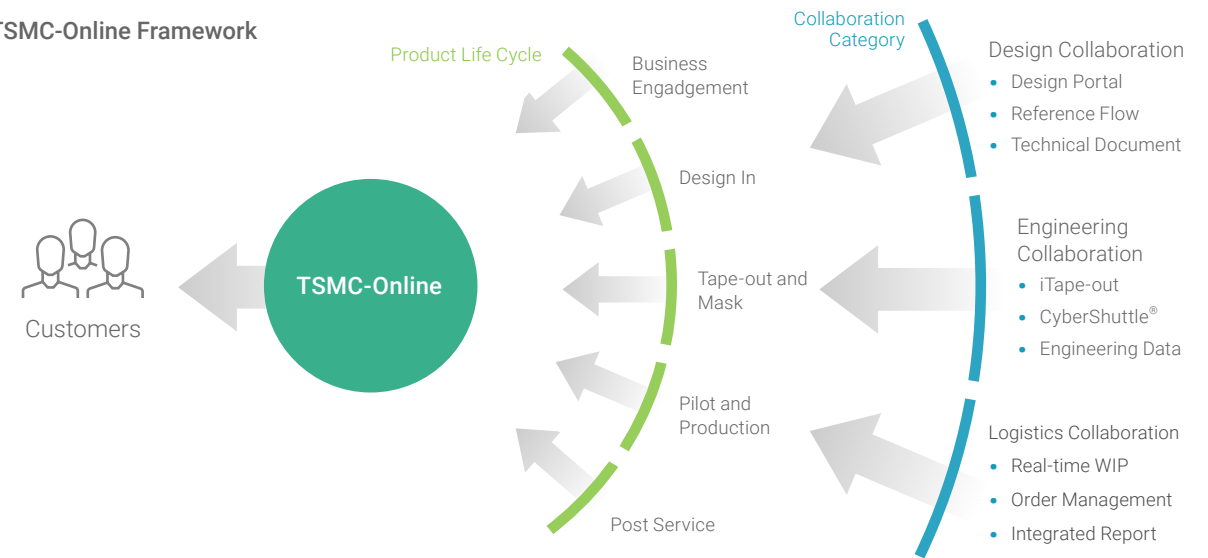 TSMC-Online Framework
Product Life Cycle
Business
Engadgement
Design In
Tape-out and
Mask
Pilot and
Production
Post Service
Collaboration
Category
Design Collaboration
• Design Portal
• Reference Flow
• Technical Document
Engineering
Collaboration
• iTape-out
• CyberShuttle®
• Engineering Data
Logistics Collaboration
• Real-time WIP
• Order Management
• Integrated Report
TSMC-Online
Customers